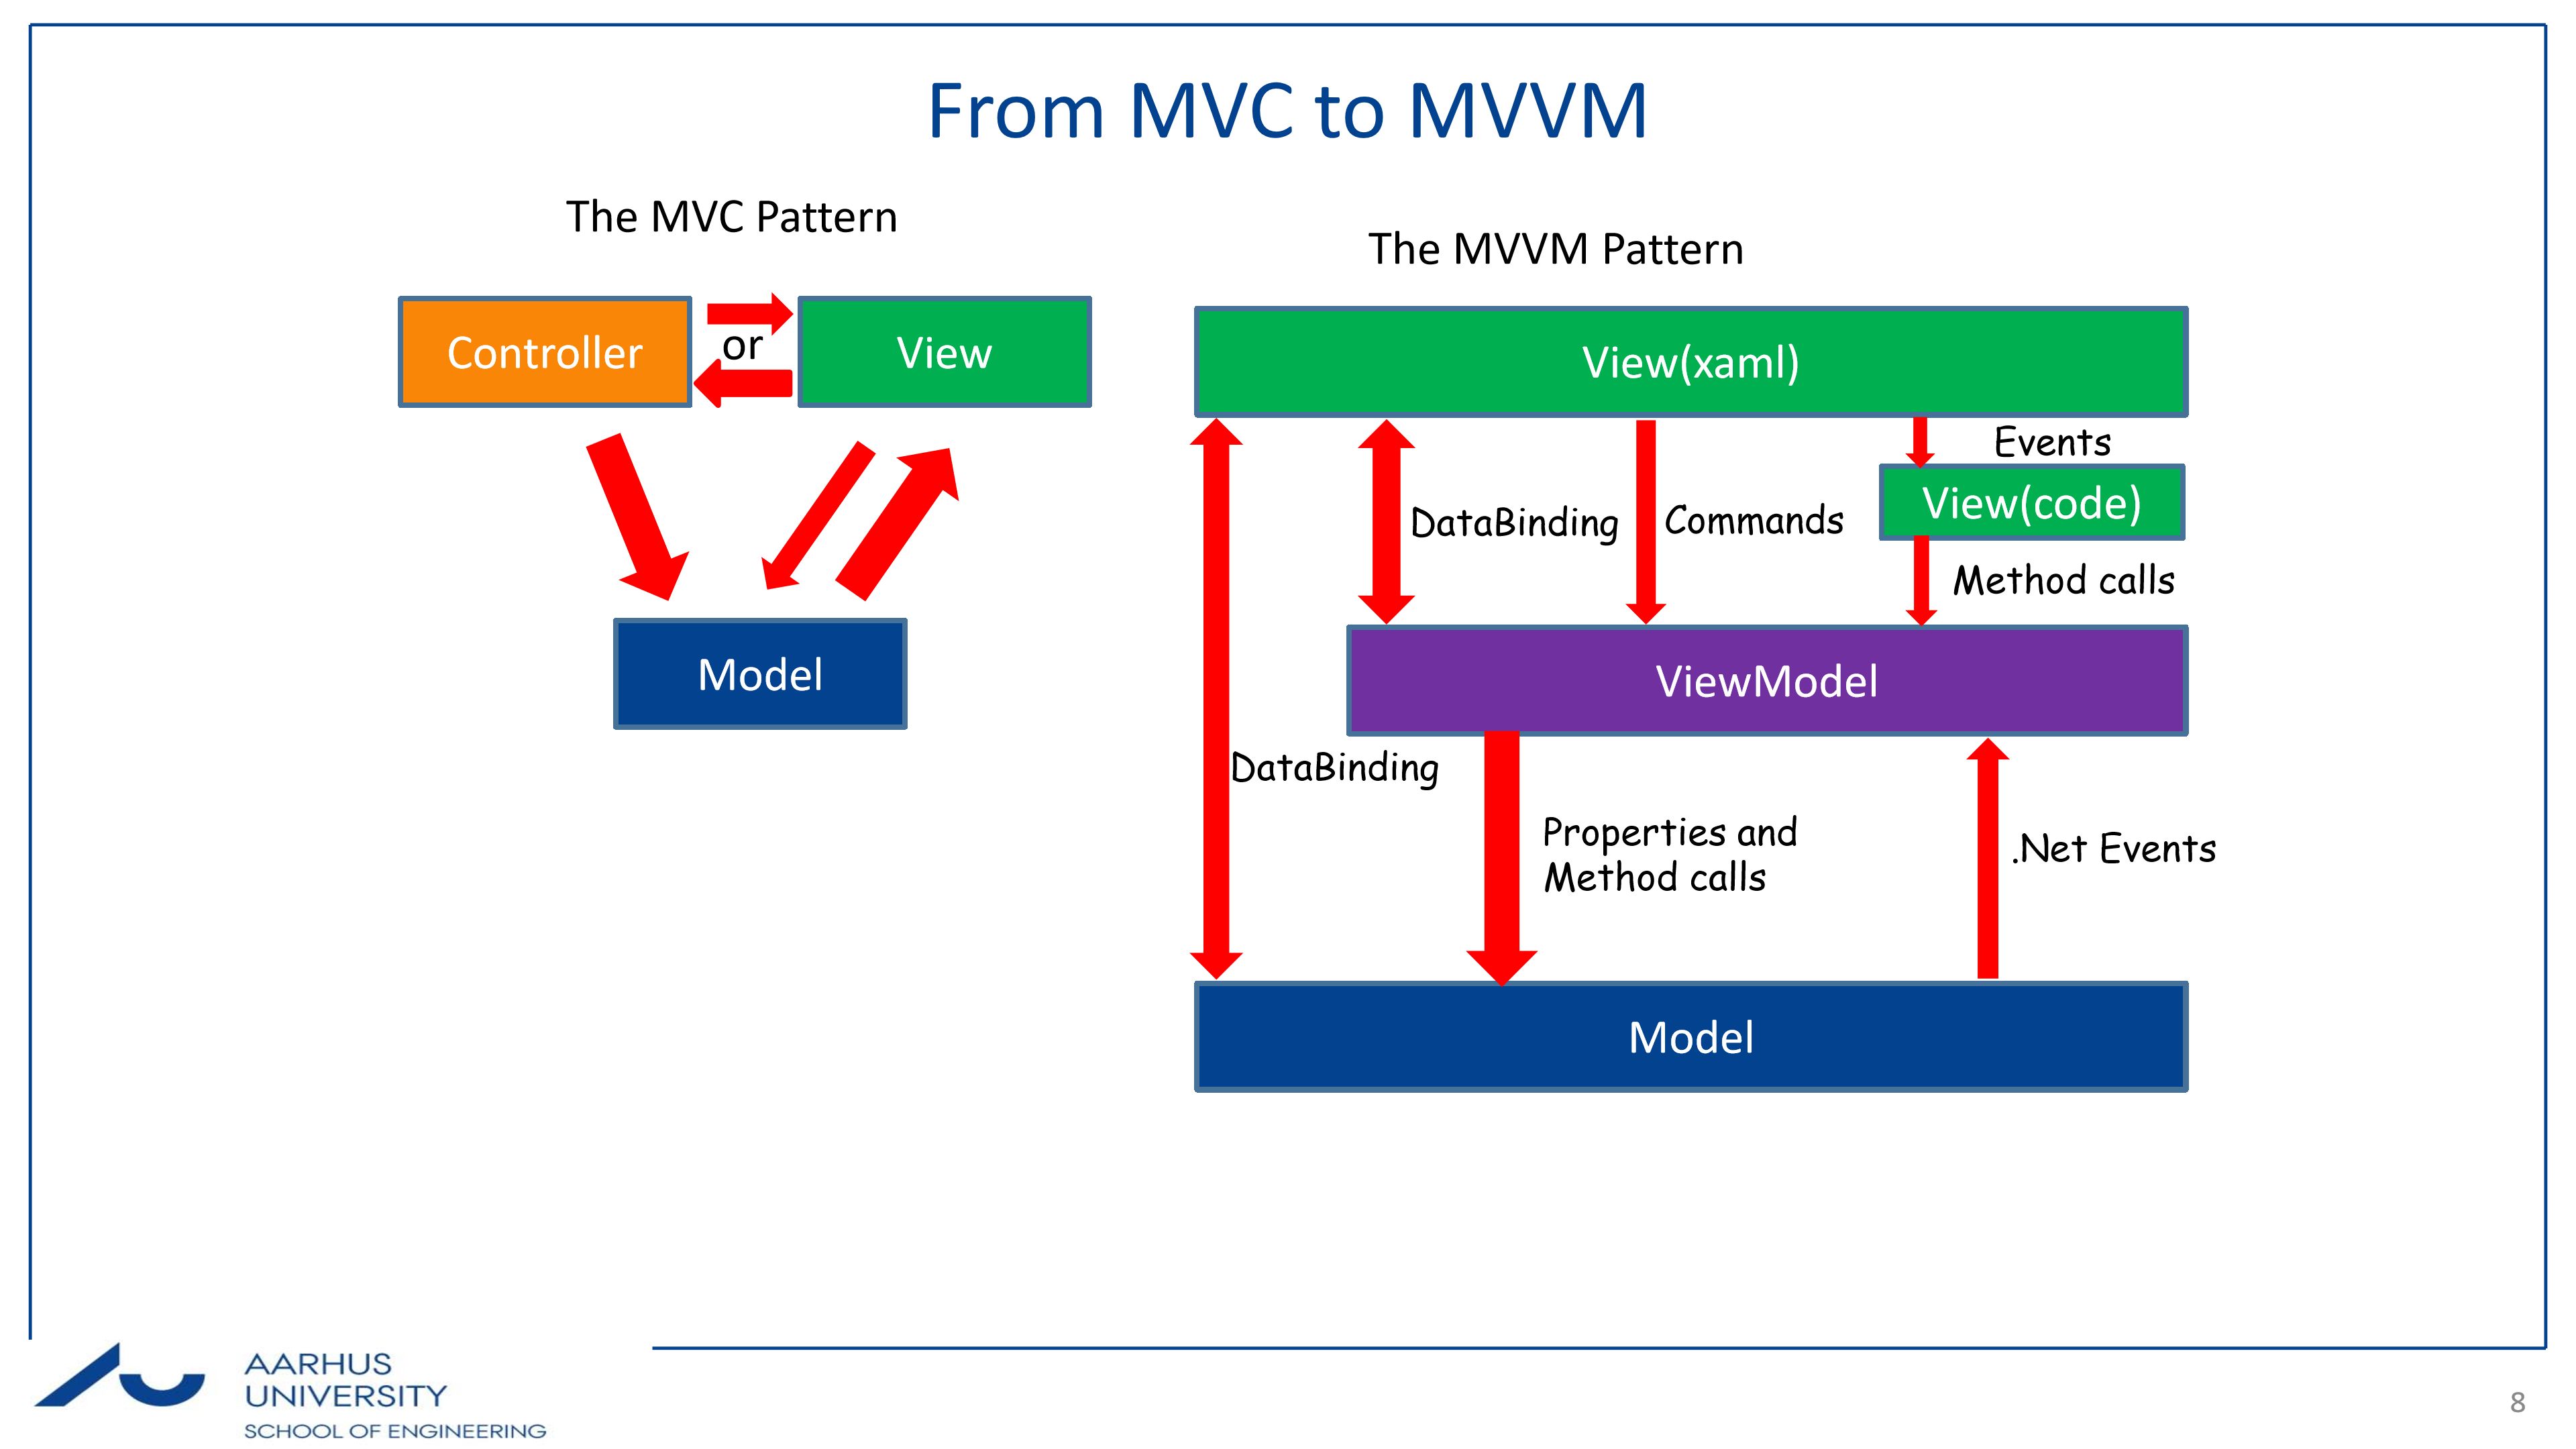 From MVC to MVVM
The MVC Pattern
Controller
or
View
Model
The MVVM Pattern
View(xaml)
Events
View(code)
DataBinding
Commands
Method calls
ViewModel
DataBinding
Properties and
Method calls
.Net Events
Model
AARHUS
UNIVERSITY
SCHOOL OF ENGINEERING
8